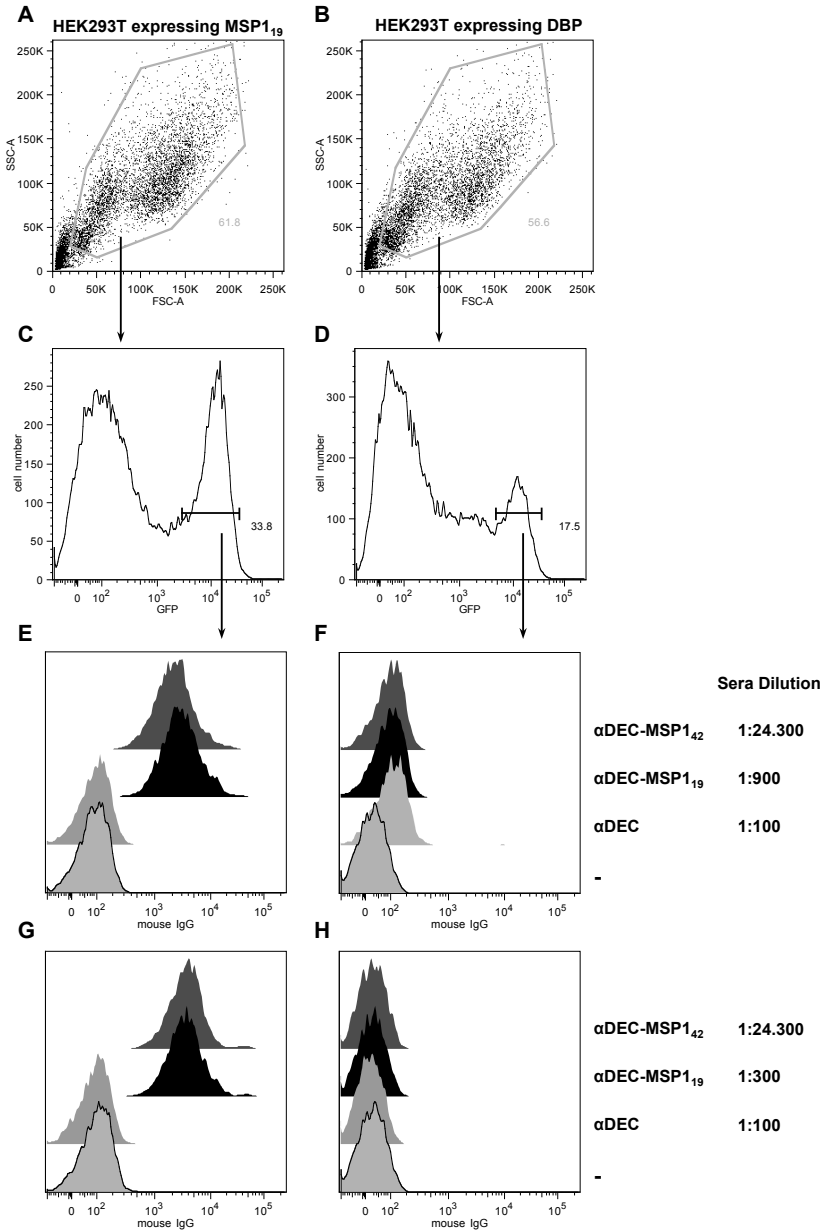 A
HEK293T expressing MSP1₁₉
250K
200K
150K
100K
50K
0
SSC-A
61.8
0 50K 100K 150K 200K 250K
FSC-A
B
HEK293T expressing DBP
250K
200K
150K
100K
50K
0
SSC-A
56.6
0 50K 100K 150K 200K 250K
FSC-A
C
250
200
150
100
50
0
cell number
33.8
0 10² 10³ 10⁴ 10⁵
GFP
D
300
200
100
0
cell number
17.5
0 10² 10³ 10⁴ 10⁵
GFP
E
0 10² 10³ 10⁴ 10⁵
mouse IgG
F
0 10² 10³ 10⁴ 10⁵
mouse IgG
Sera Dilution
αDEC-MSP1₄₂ 1:24.300
αDEC-MSP1₁₉ 1:900
αDEC 1:100
-
G
0 10² 10³ 10⁴ 10⁵
mouse IgG
H
0 10² 10³ 10⁴ 10⁵
mouse IgG
αDEC-MSP1₄₂ 1:24.300
αDEC-MSP1₁₉ 1:300
αDEC 1:100
-